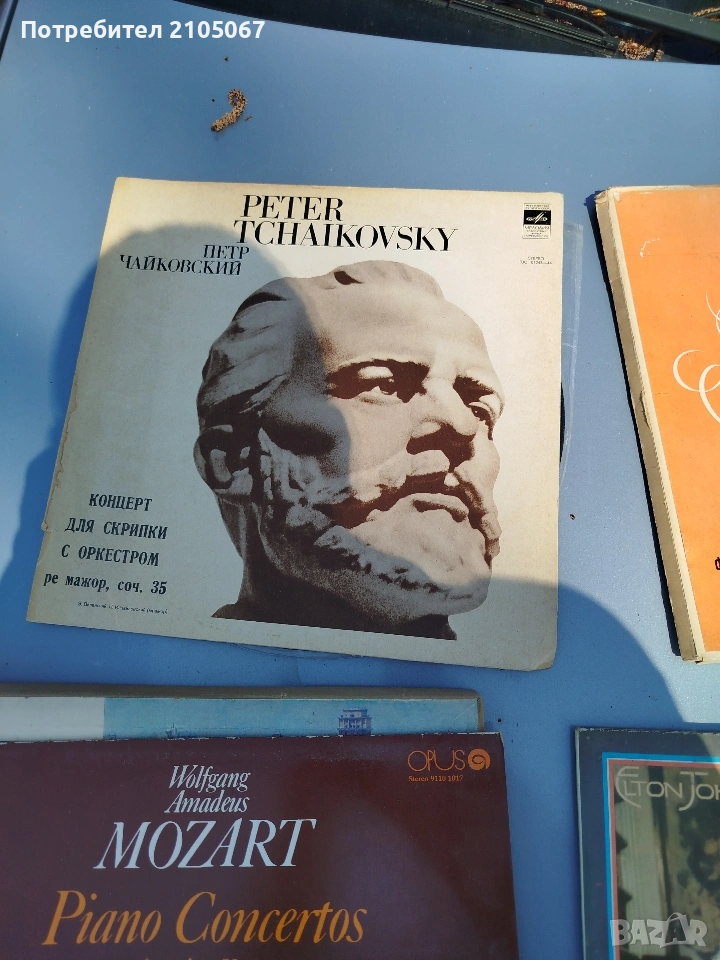 Потребител 2105067
PETER
TCHAIKOVSKY
ПЕТР
ЧАЙКОВСКИЙ
КОНЦЕРТ
ДЛЯ СКРИПКИ
С ОРКЕСТРОМ
ре мажор, соч. 35
OPUS
Stereo 9110 1017
Wolfgang
Amadeus
MOZART
Piano Concertos
ELTON JOH
BAZAR